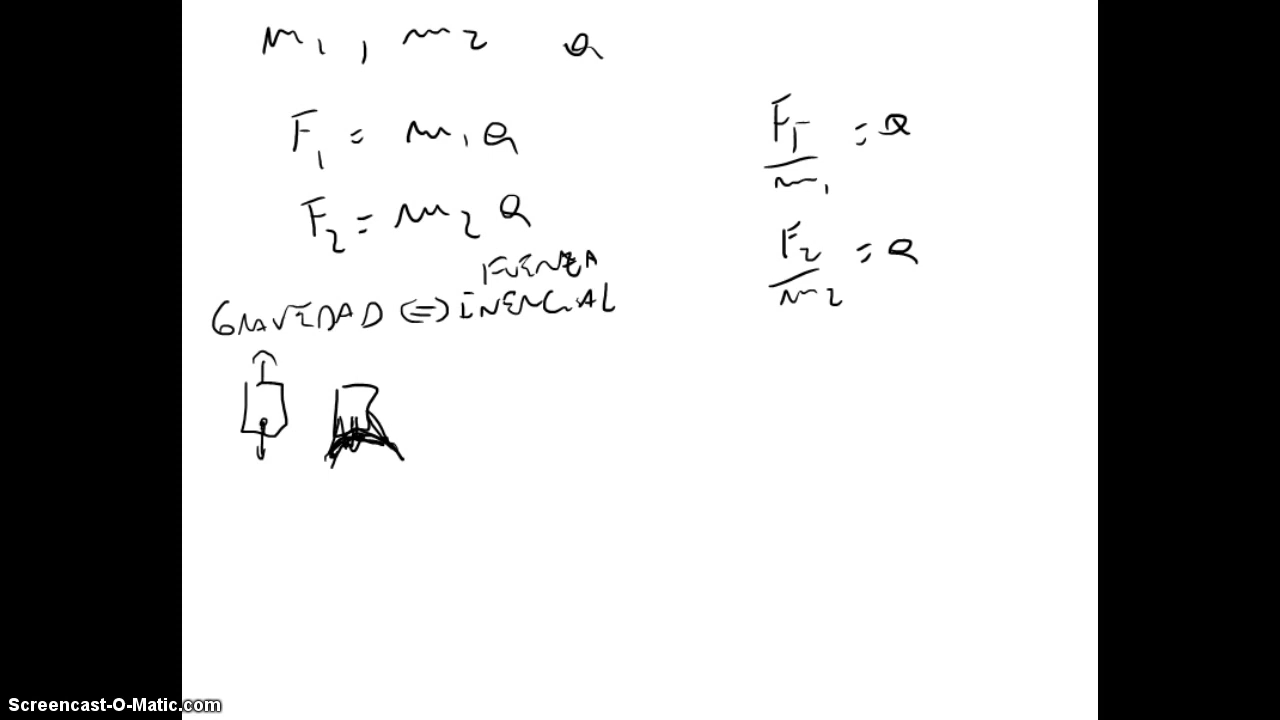 m1, m2 a
F1 = m1 a
F2 = m2 a
FUERZA
GRAVEDAD <=> INERCIAL
F1/m1 = a
F2/m2 = a
Screencast-O-Matic.com